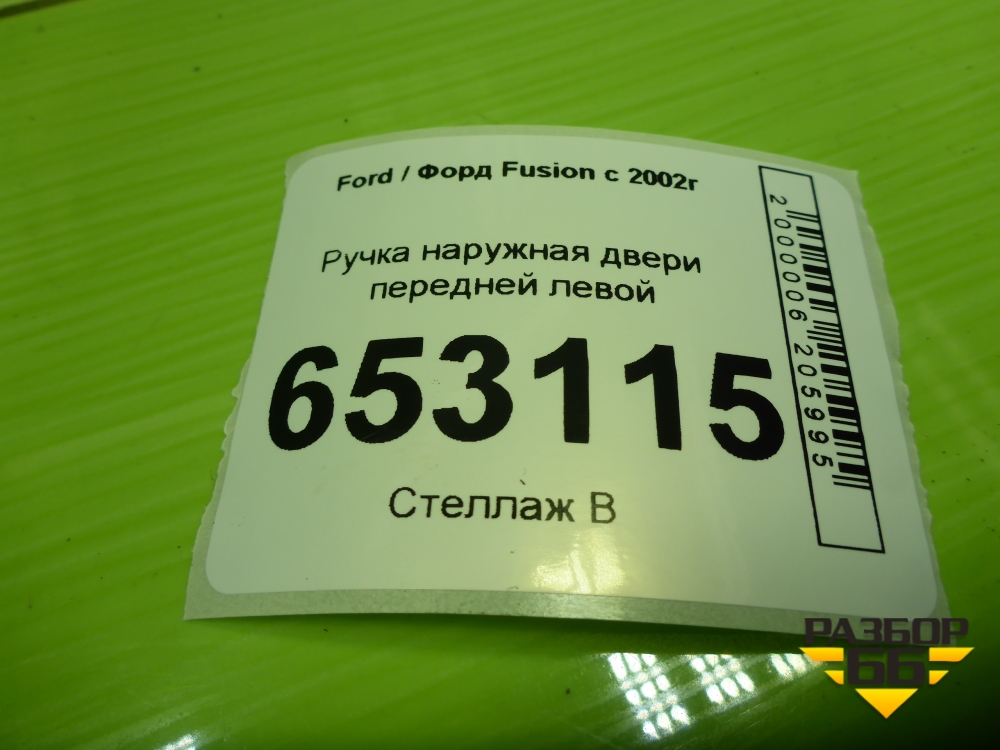 Ford / Форд Fusion с 2002г
Ручка наружная двери
передней левой
653115
Стеллаж В
2000006205995
РАЗБОР
66